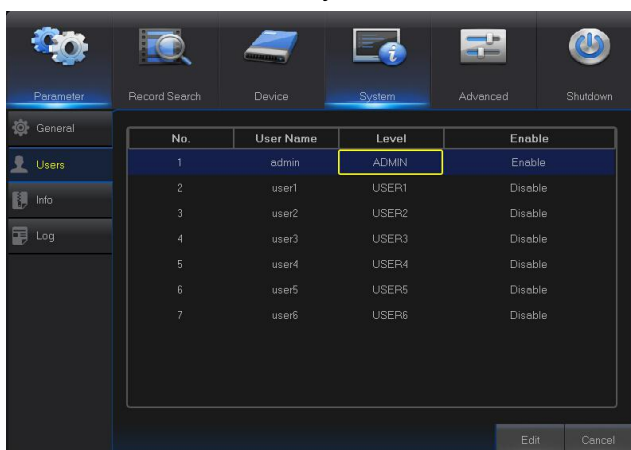 Parameter Record Search Device System Advanced Shutdown
General
Users
Info
Log
No. User Name Level Enable
1 admin ADMIN Enable
2 user1 USER1 Disable
3 user2 USER2 Disable
4 user3 USER3 Disable
5 user4 USER4 Disable
6 user5 USER5 Disable
7 user6 USER6 Disable
Edit Cancel